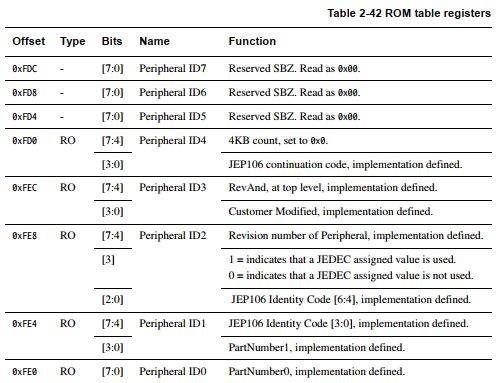 Table 2-42 ROM table registers
Offset Type Bits Name Function
0xFDC - [7:0] Peripheral ID7 Reserved SBZ. Read as 0x00.
0xFD8 - [7:0] Peripheral ID6 Reserved SBZ. Read as 0x00.
0xFD4 - [7:0] Peripheral ID5 Reserved SBZ. Read as 0x00.
0xFD0 RO [7:4] Peripheral ID4 4KB count, set to 0x0.
[3:0] JEP106 continuation code, implementation defined.
0xFEC RO [7:4] Peripheral ID3 RevAnd, at top level, implementation defined.
[3:0] Customer Modified, implementation defined.
0xFE8 RO [7:4] Peripheral ID2 Revision number of Peripheral, implementation defined.
[3] 1 = indicates that a JEDEC assigned value is used.
0 = indicates that a JEDEC assigned value is not used.
[2:0] JEP106 Identity Code [6:4], implementation defined.
0xFE4 RO [7:4] Peripheral ID1 JEP106 Identity Code [3:0], implementation defined.
[3:0] PartNumber1, implementation defined.
0xFE0 RO [7:0] Peripheral ID0 PartNumber0, implementation defined.